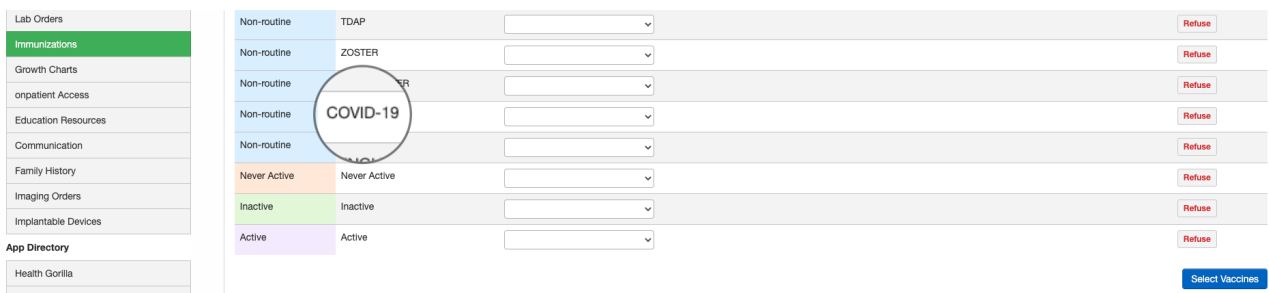 Lab Orders
Immunizations
Growth Charts
onpatient Access
Education Resources
Communication
Family History
Imaging Orders
Implantable Devices
App Directory
Health Gorilla
Non-routine TDAP Refuse
Non-routine ZOSTER Refuse
Non-routine Refuse
Non-routine COVID-19 Refuse
Non-routine Refuse
Never Active Never Active Refuse
Inactive Inactive Refuse
Active Active Refuse
Select Vaccines